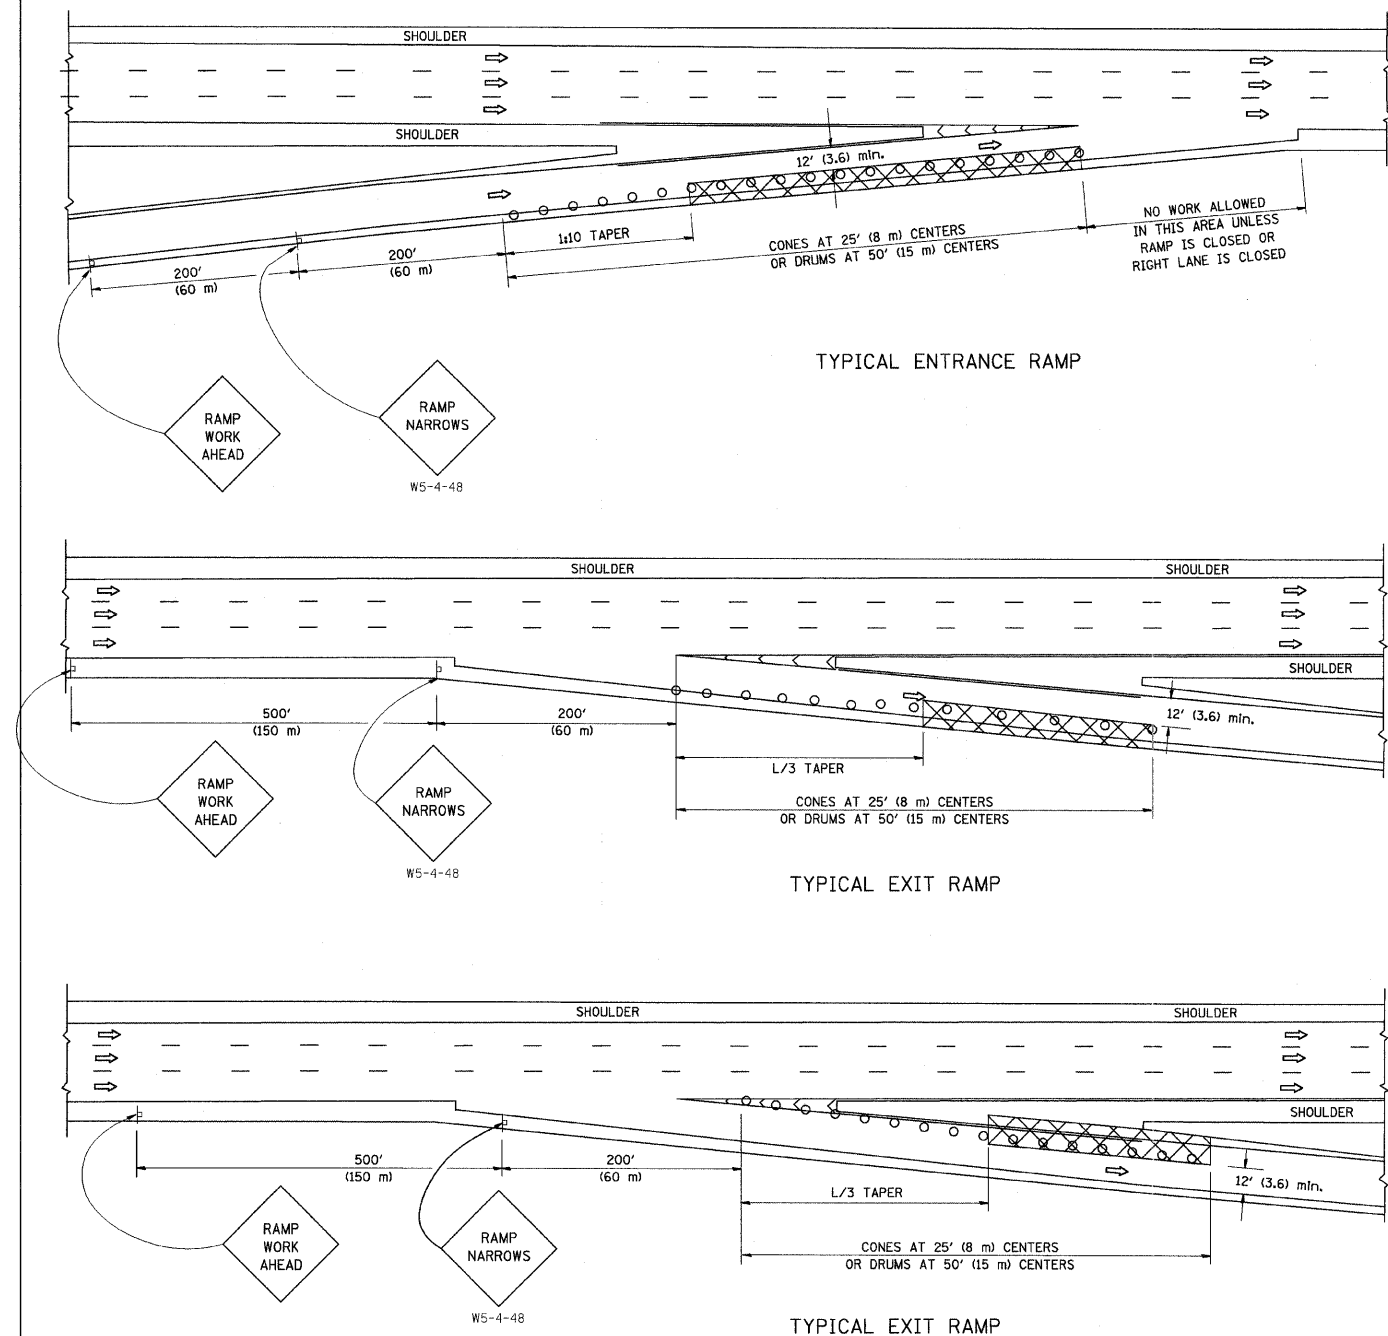 SHOULDER
SHOULDER
12' (3.6) min.
1:10 TAPER
200'
(60 m)
200'
(60 m)
CONES AT 25' (8 m) CENTERS
OR DRUMS AT 50' (15 m) CENTERS
NO WORK ALLOWED
IN THIS AREA UNLESS
RAMP IS CLOSED OR
RIGHT LANE IS CLOSED
TYPICAL ENTRANCE RAMP
RAMP
WORK
AHEAD
RAMP
NARROWS
W5-4-48
SHOULDER
SHOULDER
SHOULDER
12' (3.6) min.
500'
(150 m)
200'
(60 m)
L/3 TAPER
CONES AT 25' (8 m) CENTERS
OR DRUMS AT 50' (15 m) CENTERS
RAMP
WORK
AHEAD
RAMP
NARROWS
W5-4-48
TYPICAL EXIT RAMP
SHOULDER
SHOULDER
SHOULDER
500'
(150 m)
200'
(60 m)
12' (3.6) min.
L/3 TAPER
CONES AT 25' (8 m) CENTERS
OR DRUMS AT 50' (15 m) CENTERS
RAMP
WORK
AHEAD
RAMP
NARROWS
W5-4-48
TYPICAL EXIT RAMP